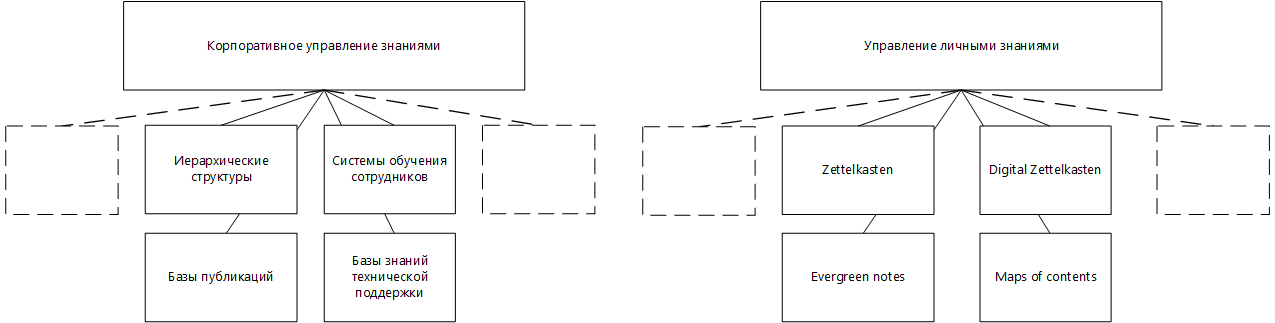 Корпоративное управление знаниями
Управление личными знаниями
Иерархические
структуры
Системы обучения
сотрудников
Zettelkasten
Digital Zettelkasten
Базы публикаций
Базы знаний
технической
поддержки
Evergreen notes
Maps of contents